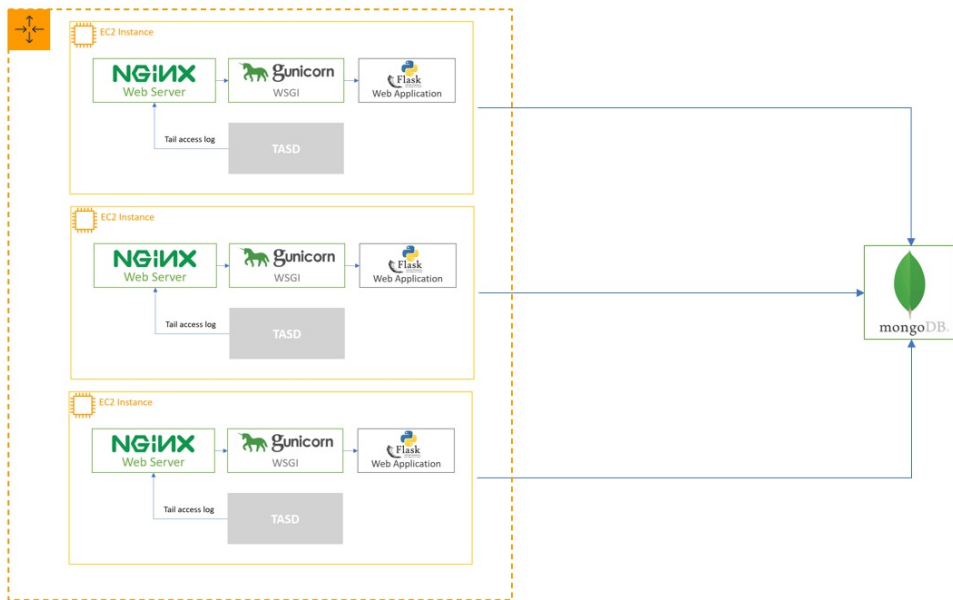 EC2 Instance
NGINX
Web Server
gunicorn
WSGI
Flask
Web Application
Tail access log
TASD
EC2 Instance
NGINX
Web Server
gunicorn
WSGI
Flask
Web Application
Tail access log
TASD
mongoDB.
EC2 Instance
NGINX
Web Server
gunicorn
WSGI
Flask
Web Application
Tail access log
TASD